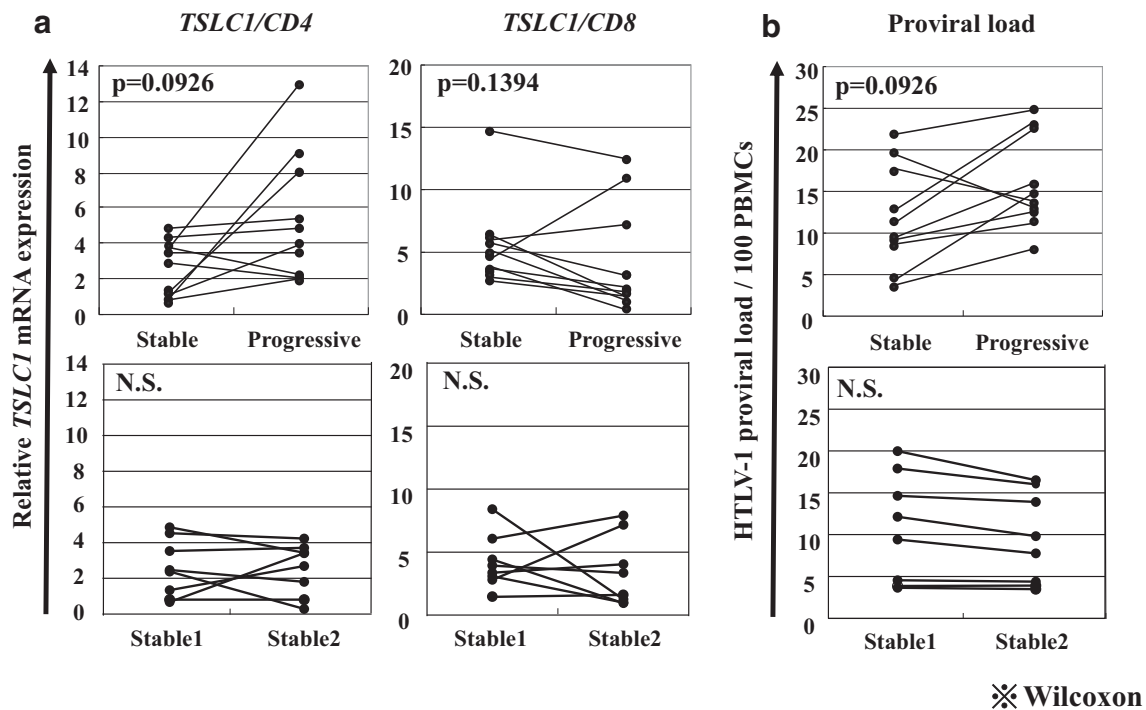 a
TSLC1/CD4
TSLC1/CD8
b
Proviral load
Relative TSLC1 mRNA expression
14
12
10
8
6
4
2
0
p=0.0926
Stable
Progressive
20
15
10
5
0
p=0.1394
Stable
Progressive
HTLV-1 proviral load / 100 PBMCs
30
25
20
15
10
5
0
p=0.0926
Stable
Progressive
14
12
10
8
6
4
2
0
N.S.
Stable1
Stable2
20
15
10
5
0
N.S.
Stable1
Stable2
30
25
20
15
10
5
0
N.S.
Stable1
Stable2
※ Wilcoxon